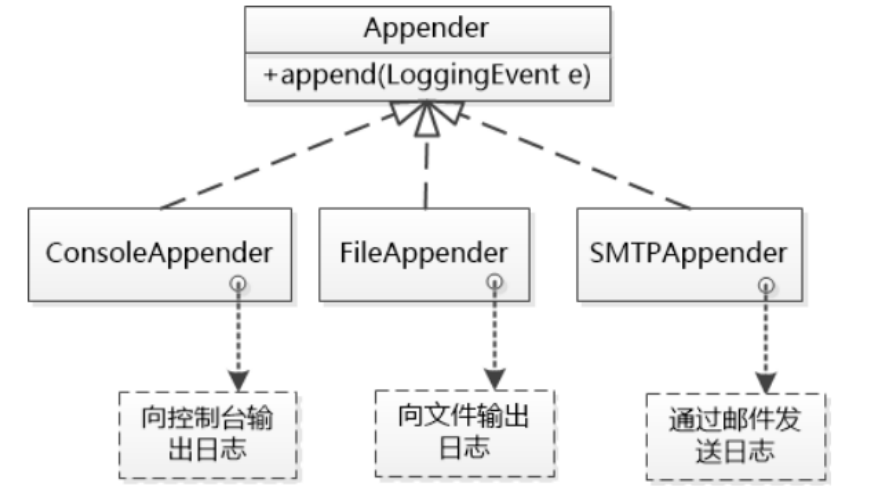 Appender
+append(LoggingEvent e)
ConsoleAppender
FileAppender
SMTPAppender
向控制台输
出日志
向文件输出
日志
通过邮件发
送日志